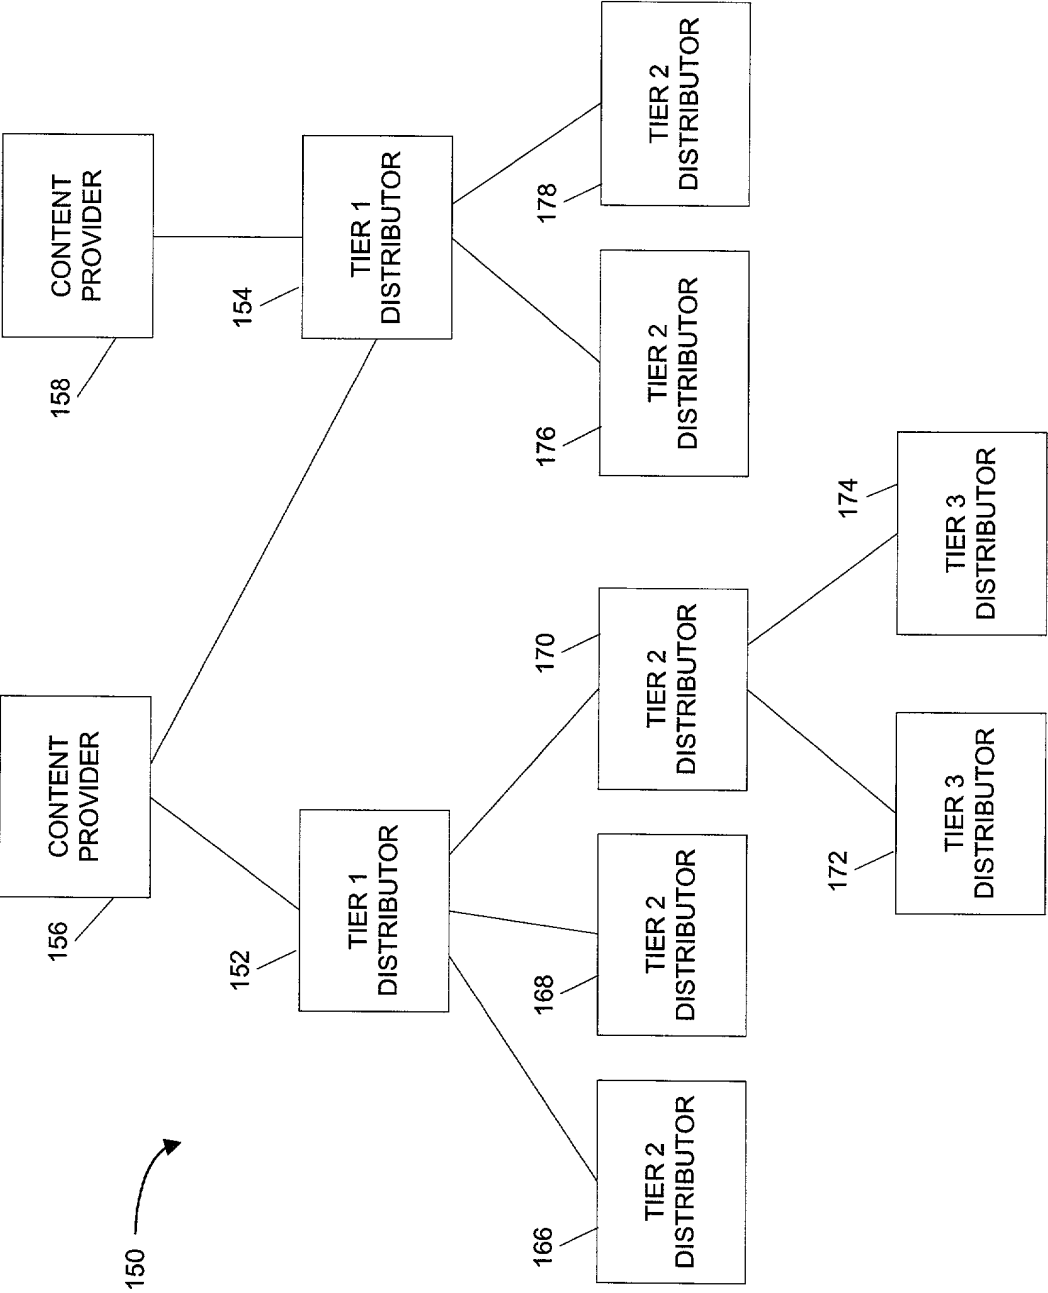 150
CONTENT
PROVIDER
156
CONTENT
PROVIDER
158
TIER 1
DISTRIBUTOR
152
TIER 1
DISTRIBUTOR
154
TIER 2
DISTRIBUTOR
166
TIER 2
DISTRIBUTOR
168
TIER 2
DISTRIBUTOR
170
TIER 2
DISTRIBUTOR
176
TIER 2
DISTRIBUTOR
178
TIER 3
DISTRIBUTOR
172
TIER 3
DISTRIBUTOR
174